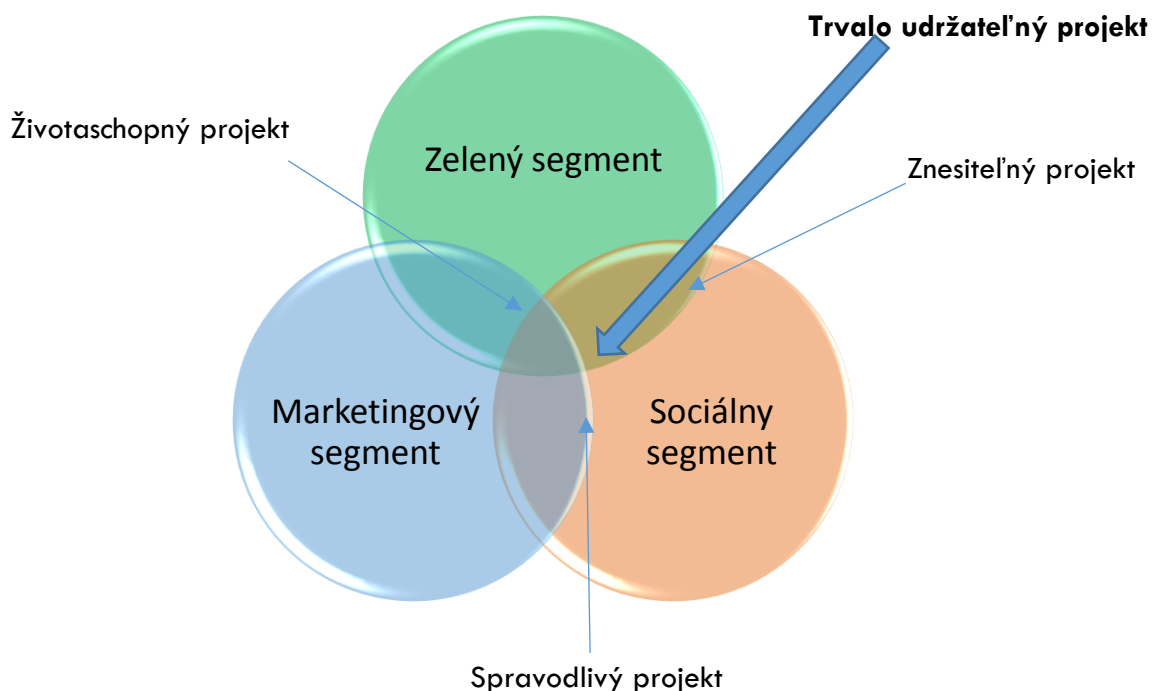 Trvalo udržateľný projekt
Životaschopný projekt
Zelený segment
Znesiteľný projekt
Marketingový
segment
Sociálny
segment
Spravodlivý projekt